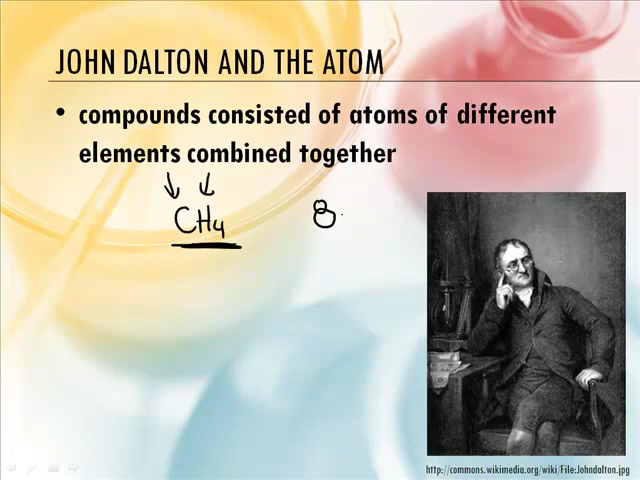 JOHN DALTON AND THE ATOM
• compounds consisted of atoms of different
elements combined together
CH4
http://commons.wikimedia.org/wiki/File:Johndalton.jpg